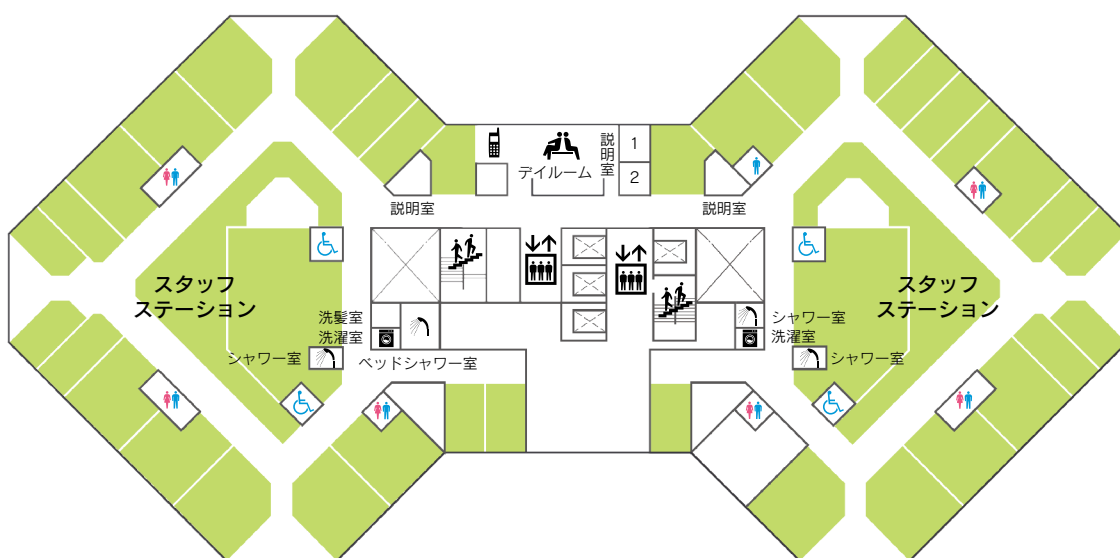 説明室
1
2
デイルーム
説明室
説明室
スタッフ
ステーション
スタッフ
ステーション
洗髪室
洗濯室
シャワー室
ベッドシャワー室
シャワー室
洗濯室
シャワー室